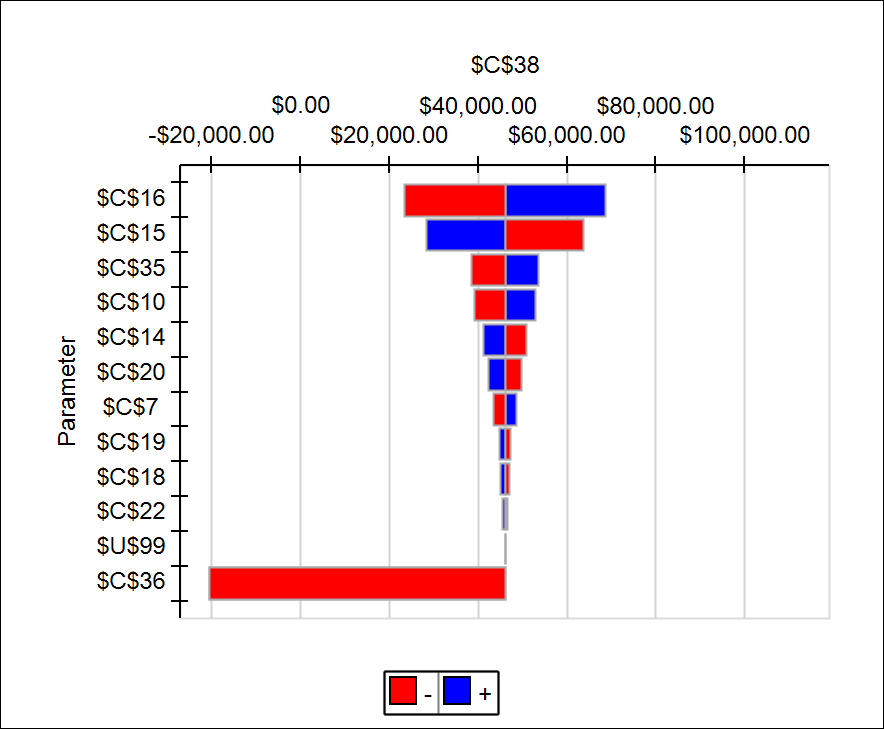 $C$38
$0.00 $40,000.00 $80,000.00
-$20,000.00 $20,000.00 $60,000.00 $100,000.00
Parameter
$C$16
$C$15
$C$35
$C$10
$C$14
$C$20
$C$7
$C$19
$C$18
$C$22
$U$99
$C$36
- +